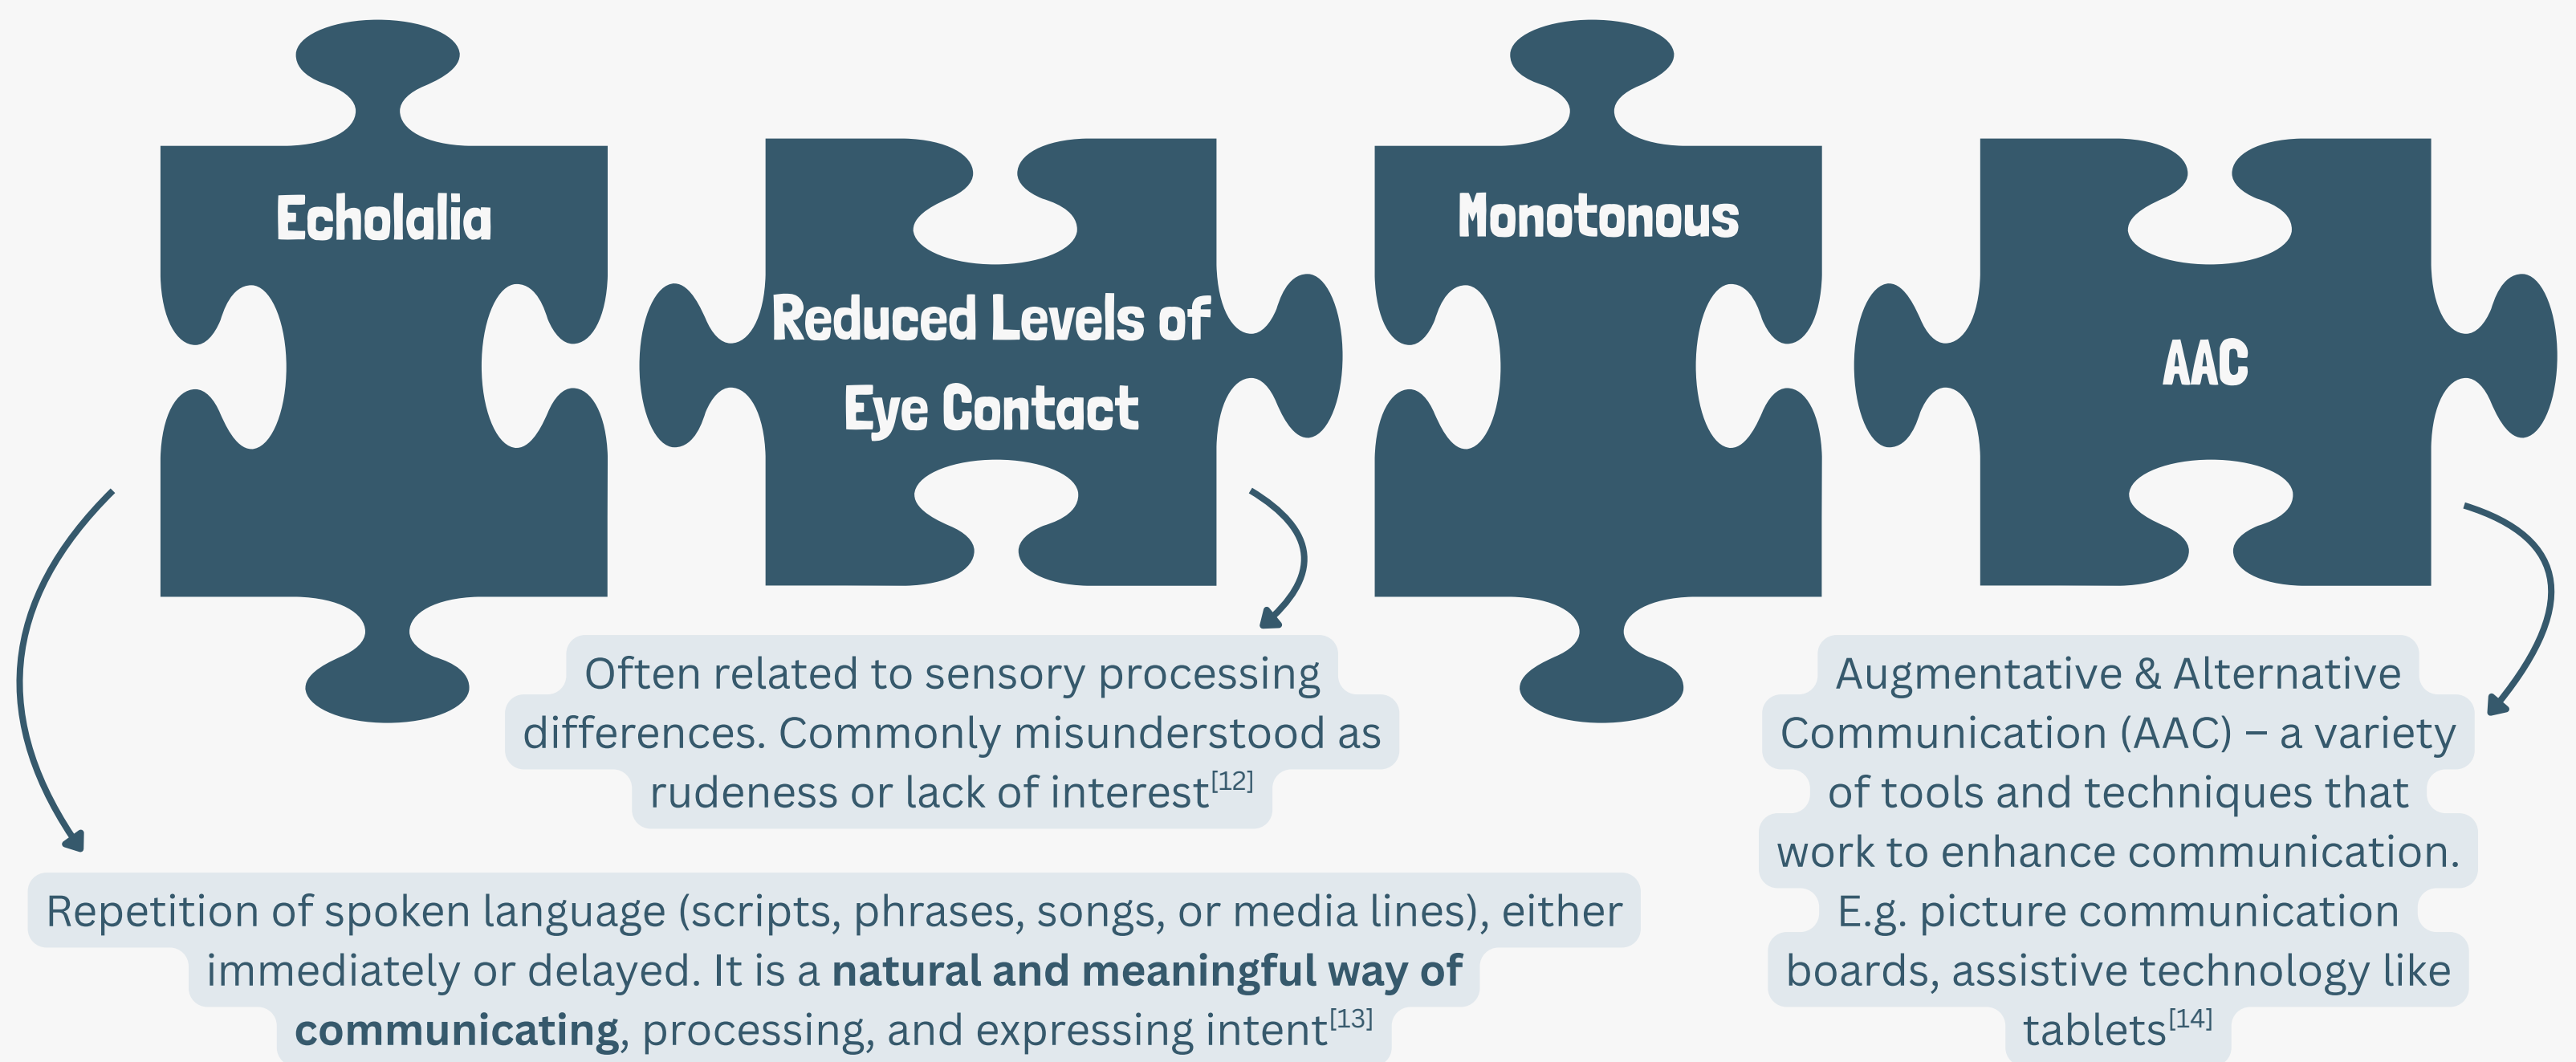 Echolalia
Reduced Levels of
Eye Contact
Monotonous
AAC
Often related to sensory processing
differences. Commonly misunderstood as
rudeness or lack of interest[12]
Repetition of spoken language (scripts, phrases, songs, or media lines), either
immediately or delayed. It is a natural and meaningful way of
communicating, processing, and expressing intent[13]
Augmentative & Alternative
Communication (AAC) – a variety
of tools and techniques that
work to enhance communication.
E.g. picture communication
boards, assistive technology like
tablets[14]